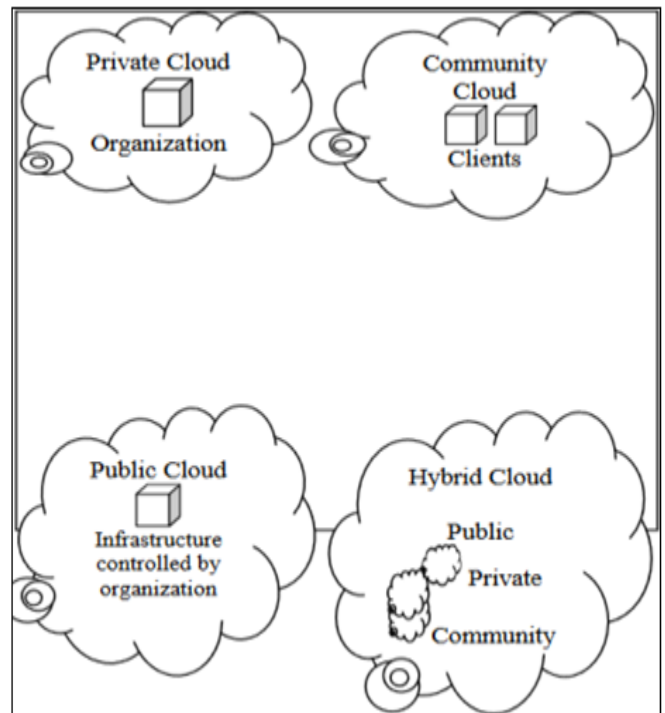 Private Cloud
Organization
Community
Cloud
Clients
Public Cloud
Infrastructure
controlled by
organization
Hybrid Cloud
Public
Private
Community